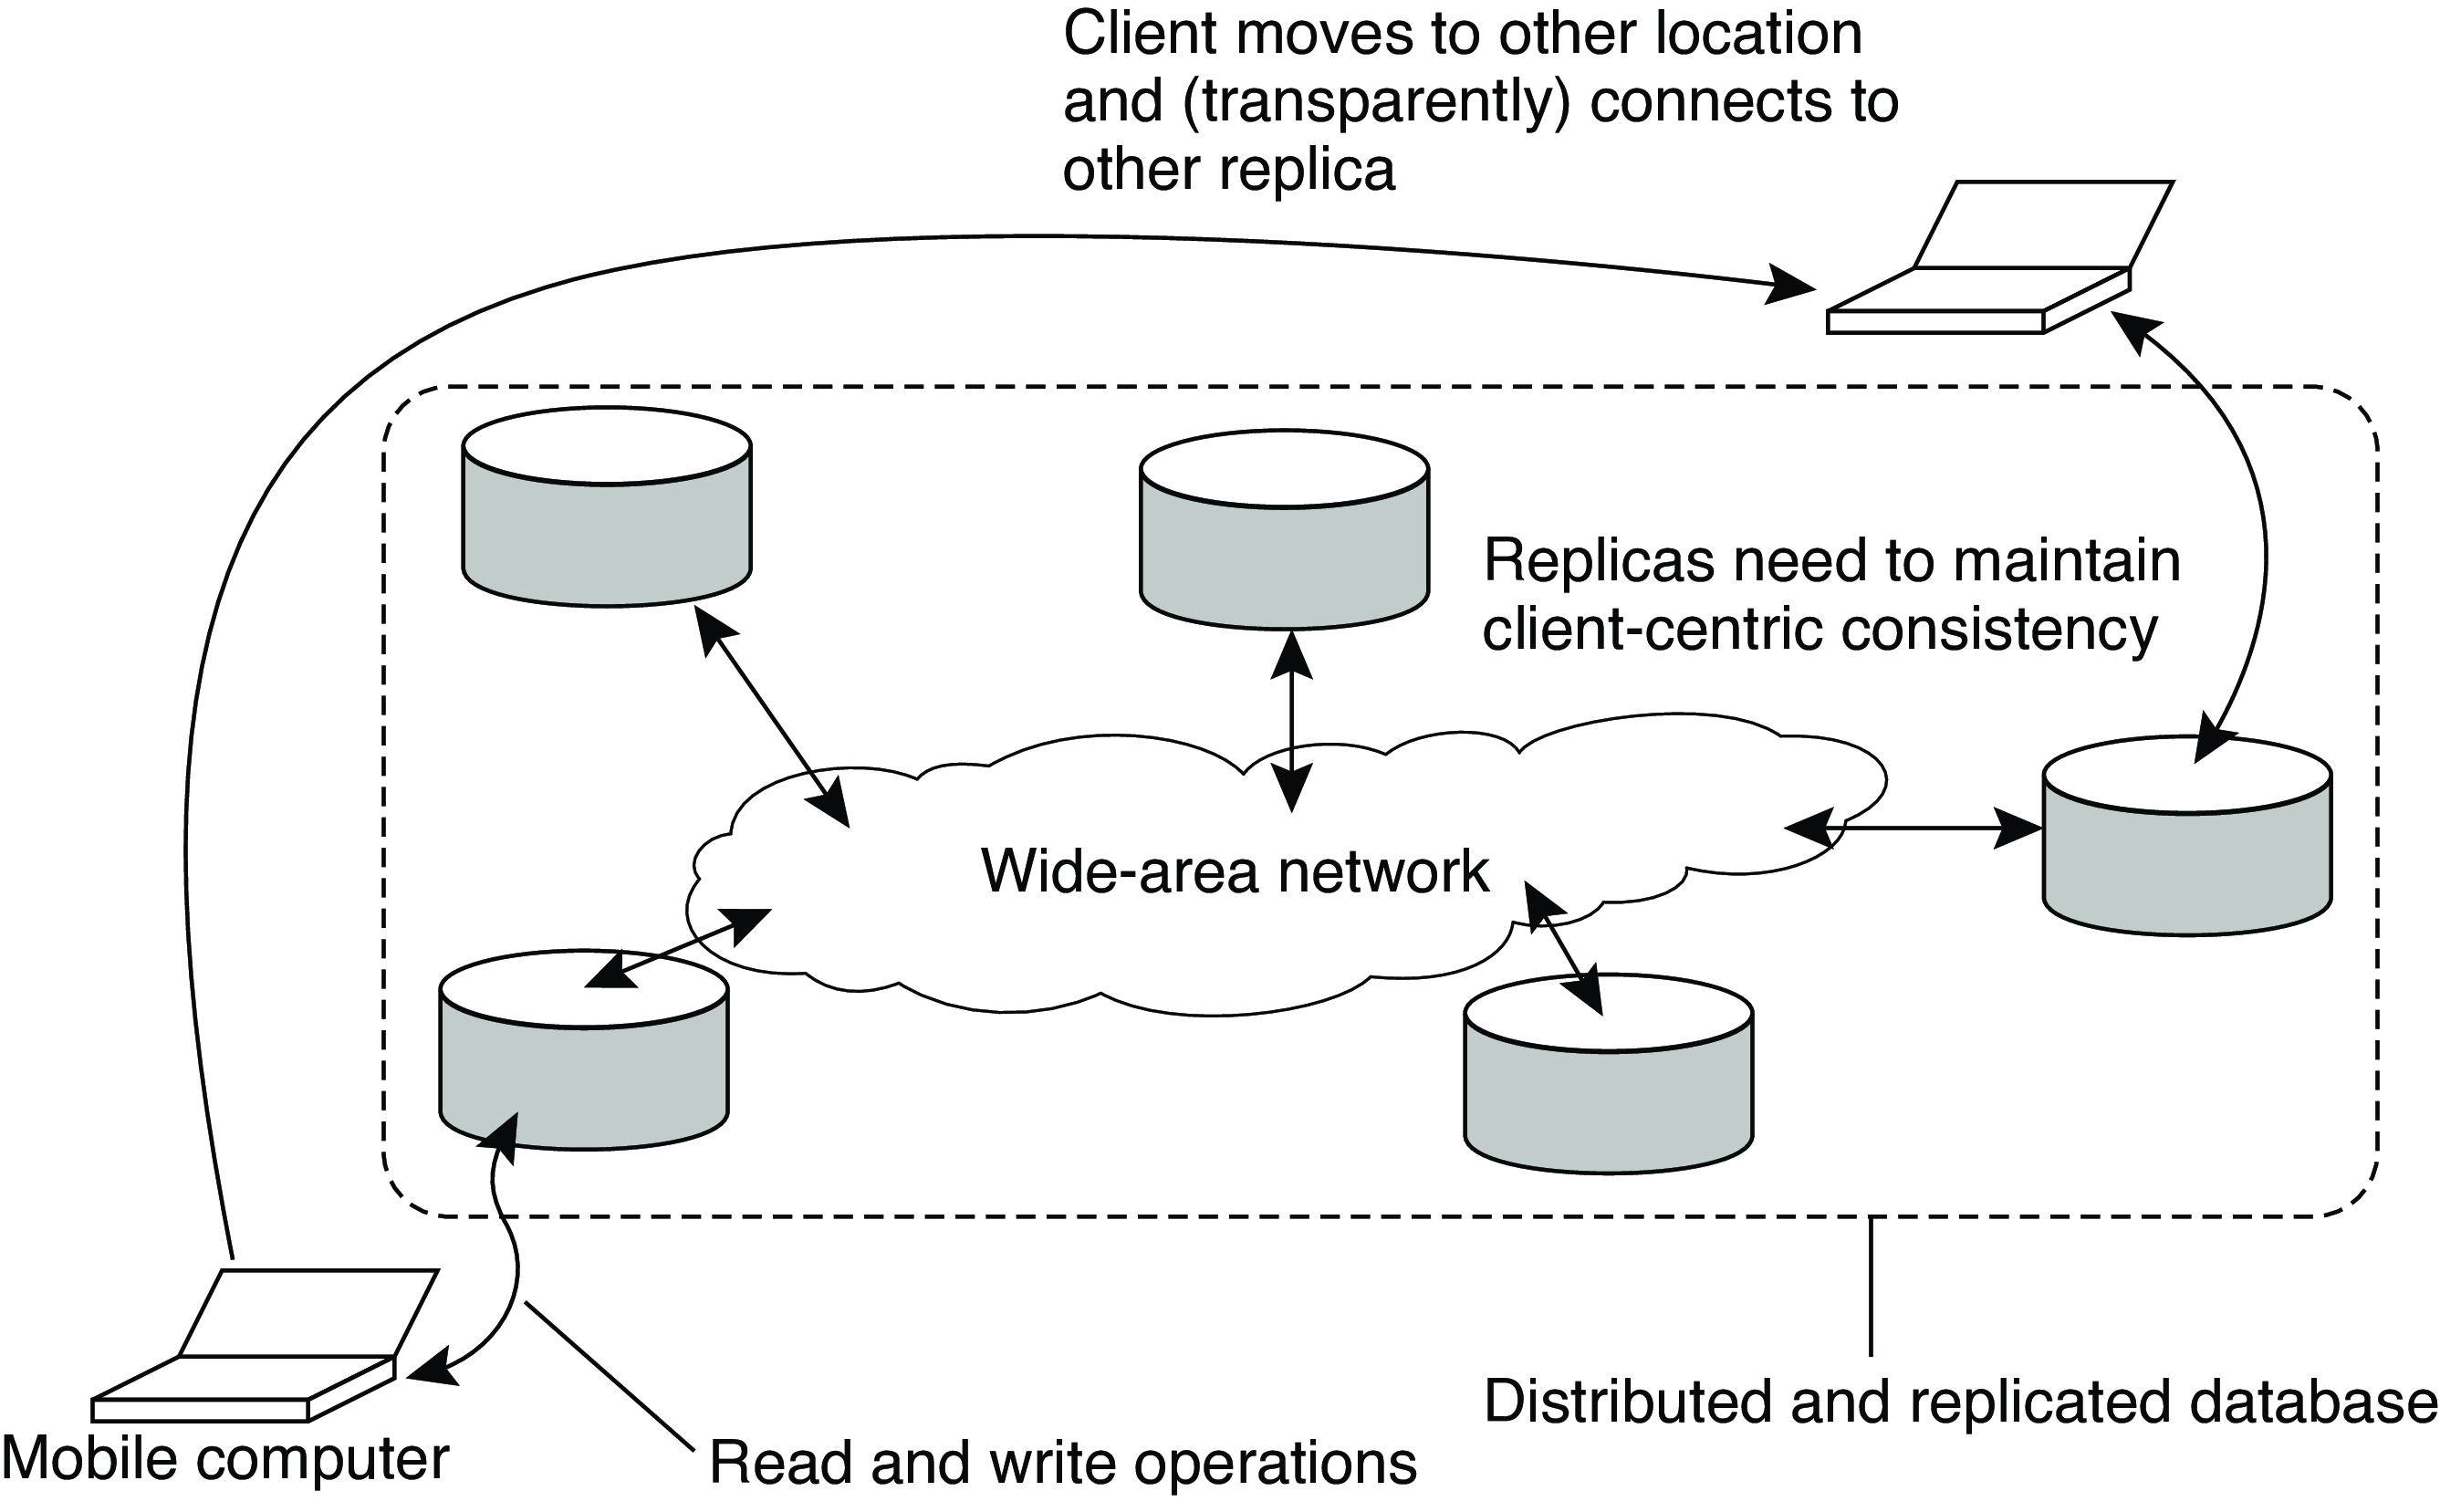 Client moves to other location
and (transparently) connects to
other replica
Replicas need to maintain
client-centric consistency
Wide-area network
Distributed and replicated database
Mobile computer
Read and write operations